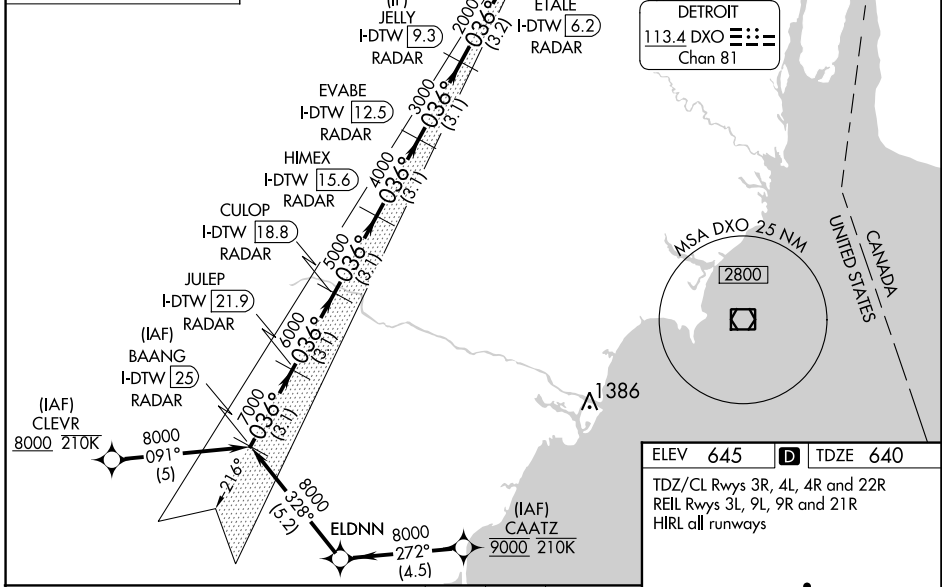 (IF)
JELLY
I-DTW 9.3
RADAR
ETALE
I-DTW 6.2
RADAR
2000
036°
(3.2)
DETROIT
113.4 DXO
Chan 81
EVABE
I-DTW 12.5
RADAR
3000
036°
(3.1)
HIMEX
I-DTW 15.6
RADAR
4000
036°
(3.1)
CULOP
I-DTW 18.8
RADAR
5000
036°
(3.1)
JULEP
I-DTW 21.9
RADAR
6000
036°
(3.1)
(IAF)
BAANG
I-DTW 25
RADAR
7000
036°
(3.1)
MSA DXO 25 NM
2800
CANADA
UNITED STATES
1386
(IAF)
CLEVR
8000 210K
8000
091°
(5)
216°
8000
328°
(5.2)
ELDNN
8000
272°
(4.5)
(IAF)
CAATZ
9000 210K
ELEV 645 D TDZE 640
TDZ/CL Rwys 3R, 4L, 4R and 22R
REIL Rwys 3L, 9L, 9R and 21R
HIRL all runways